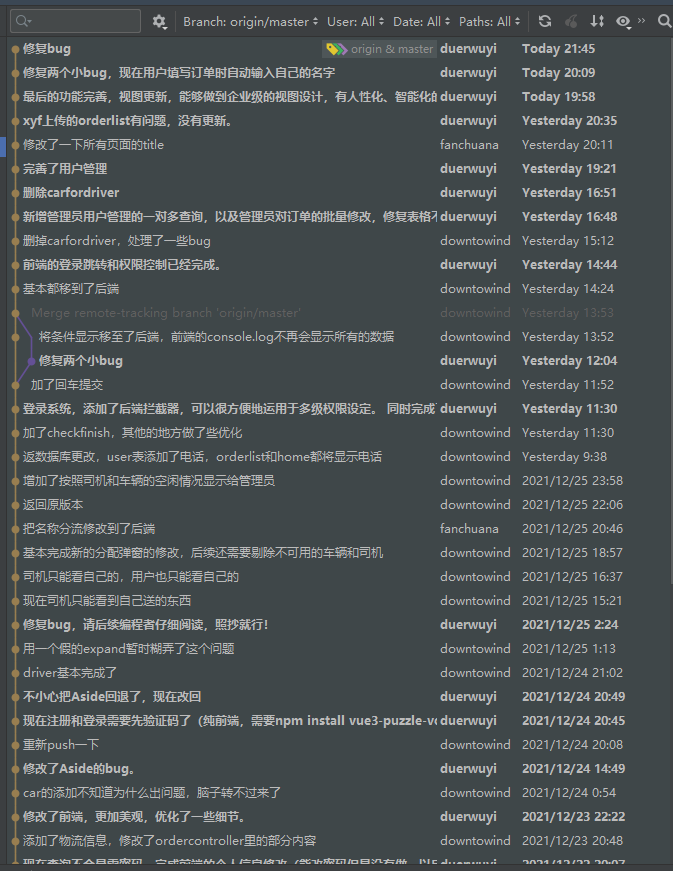 Branch: origin/master User: All Date: All Paths: All
修复bug origin & master duerwuyi Today 21:45
修复两个小bug，现在用户填写订单时自动输入自己的名字 duerwuyi Today 20:09
最后的功能完善，视图更新，能够做到企业级的视图设计，有人性化、智能化的 duerwuyi Today 19:58
xyf上传的orderlist有问题，没有更新。 duerwuyi Yesterday 20:35
修改了一下所有页面的title fanchuana Yesterday 20:11
完善了用户管理 duerwuyi Yesterday 19:21
删除carfordriver duerwuyi Yesterday 16:51
新增管理员用户管理的一对多查询，以及管理员对订单的批量修改，修复表格 duerwuyi Yesterday 16:48
删掉carfordriver，处理了一些bug downtowind Yesterday 15:12
前端的登录跳转和权限控制已经完成。 duerwuyi Yesterday 14:44
基本都移到了后端 downtowind Yesterday 14:24
Merge remote-tracking branch 'origin/master' downtowind Yesterday 13:53
将条件显示移至了后端，前端的console.log不再会显示所有的数据 downtowind Yesterday 13:52
修复两个小bug duerwuyi Yesterday 12:04
加了回车提交 downtowind Yesterday 11:52
登录系统，添加了后端拦截器，可以很方便地运用于多级权限设定。 同时完成 duerwuyi Yesterday 11:30
加了checkfinish，其他的地方做了些优化 downtowind Yesterday 11:30
返数据库更改，user表添加了电话，orderlist和home都将显示电话 downtowind Yesterday 9:38
增加了按照司机和车辆的空闲情况显示给管理员 downtowind 2021/12/25 23:58
返回原版本 downtowind 2021/12/25 22:06
把名称分流修改到了后端 fanchuana 2021/12/25 20:46
基本完成新的分配弹窗的修改，后续还需要剔除不可用的车辆和司机 downtowind 2021/12/25 18:57
司机只能看自己的，用户也只能看自己的 downtowind 2021/12/25 16:37
现在司机只能看到自己送的东西 downtowind 2021/12/25 15:21
修复bug，请后续编程者仔细阅读，照抄就行！ duerwuyi 2021/12/25 2:24
用一个假的expand暂时糊弄了这个问题 downtowind 2021/12/25 1:13
driver基本完成了 downtowind 2021/12/24 21:02
不小心把Aside回退了，现在改回 duerwuyi 2021/12/24 20:49
现在注册和登录需要先验证码了（纯前端，需要npm install vue3-puzzle-v duerwuyi 2021/12/24 20:45
重新push一下 downtowind 2021/12/24 20:08
修改了Aside的bug。 duerwuyi 2021/12/24 14:49
car的添加不知道为什么出问题，脑子转不过来了 downtowind 2021/12/24 0:54
修改了前端，更加美观，优化了一些细节。 duerwuyi 2021/12/23 22:22
添加了物流信息，修改了ordercontroller里的部分内容 downtowind 2021/12/23 20:48